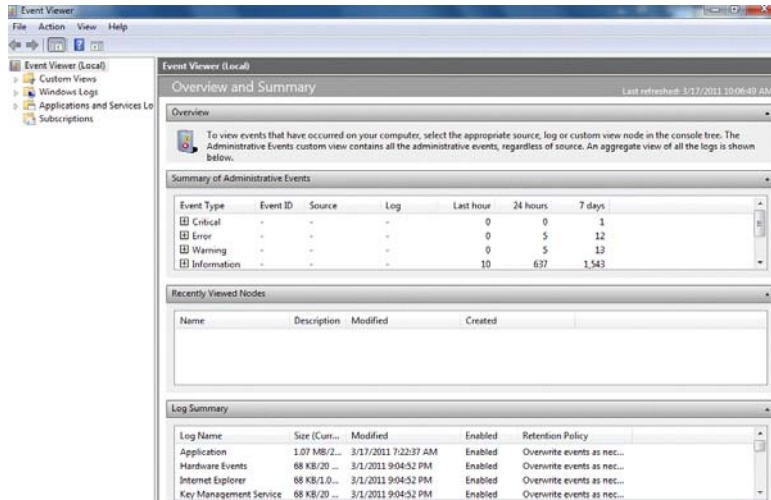 Event Viewer
File Action View Help
Event Viewer (Local)
Custom Views
Windows Logs
Applications and Services Lo
Subscriptions
Event Viewer (Local)
Overview and Summary Last refreshed: 3/17/2011 10:06:49 AM
Overview
To view events that have occurred on your computer, select the appropriate source, log or custom view node in the console tree. The
Administrative Events custom view contains all the administrative events, regardless of source. An aggregate view of all the logs is shown
below.
Summary of Administrative Events
Event Type Event ID Source Log Last hour 24 hours 7 days
Critical - - - 0 0 1
Error - - - 0 5 12
Warning - - - 0 5 13
Information - - - 10 637 1,543
Recently Viewed Nodes
Name Description Modified Created
Log Summary
Log Name Size (Curr... Modified Enabled Retention Policy
Application 1.07 MB/2... 3/17/2011 7:22:37 AM Enabled Overwrite events as nec...
Hardware Events 68 KB/20 ... 3/1/2011 9:04:52 PM Enabled Overwrite events as nec...
Internet Explorer 68 KB/1.0... 3/1/2011 9:04:52 PM Enabled Overwrite events as nec...
Key Management Service 68 KB/20 ... 3/1/2011 9:04:52 PM Enabled Overwrite events as nec...